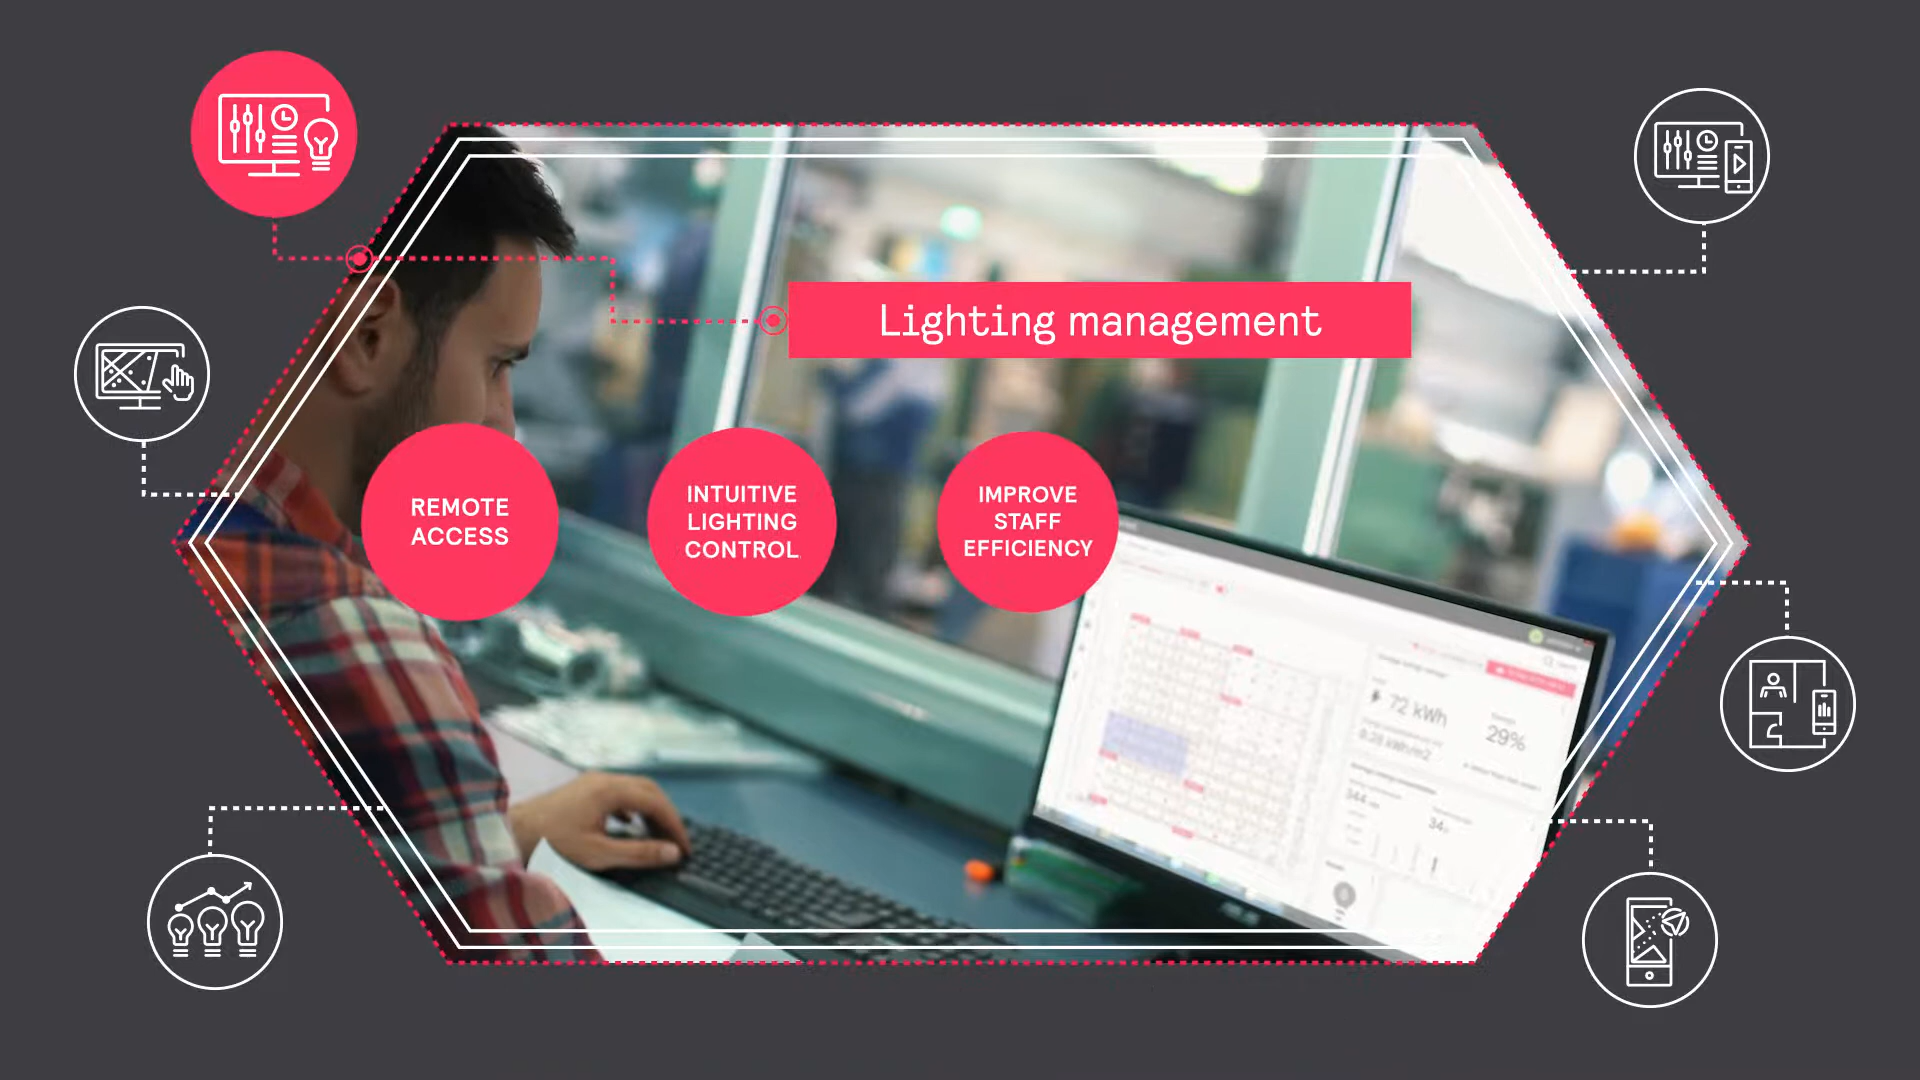 Lighting management
REMOTE
ACCESS
INTUITIVE
LIGHTING
CONTROL
IMPROVE
STAFF
EFFICIENCY
72 kWh
29%